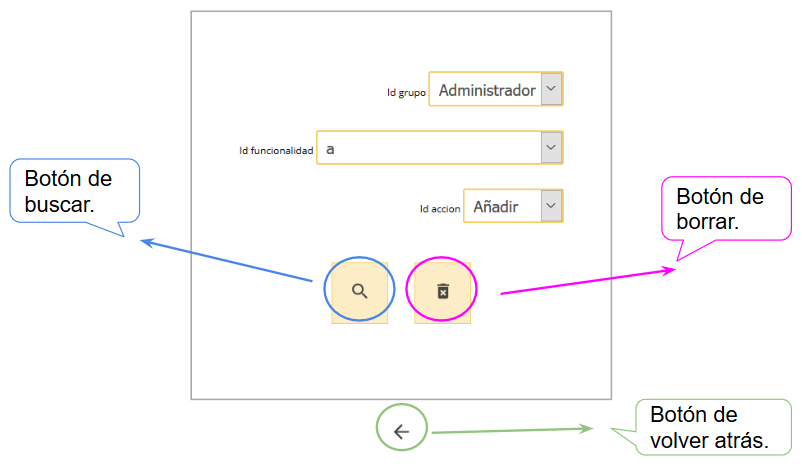 Id grupo Administrador
Id funcionalidad a
Id accion Añadir
Botón de
buscar.
Botón de
borrar.
Botón de
volver atrás.